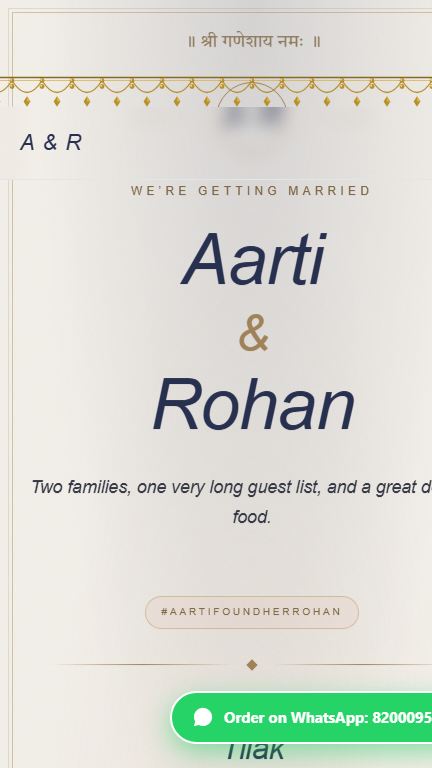 ॥ श्री गणेशाय नमः ॥
A & R
WE'RE GETTING MARRIED
Aarti
&
Rohan
Two families, one very long guest list, and a great
food.
#AARTIFOUNDHERROHAN
Order on WhatsApp: 8200095
Tilak